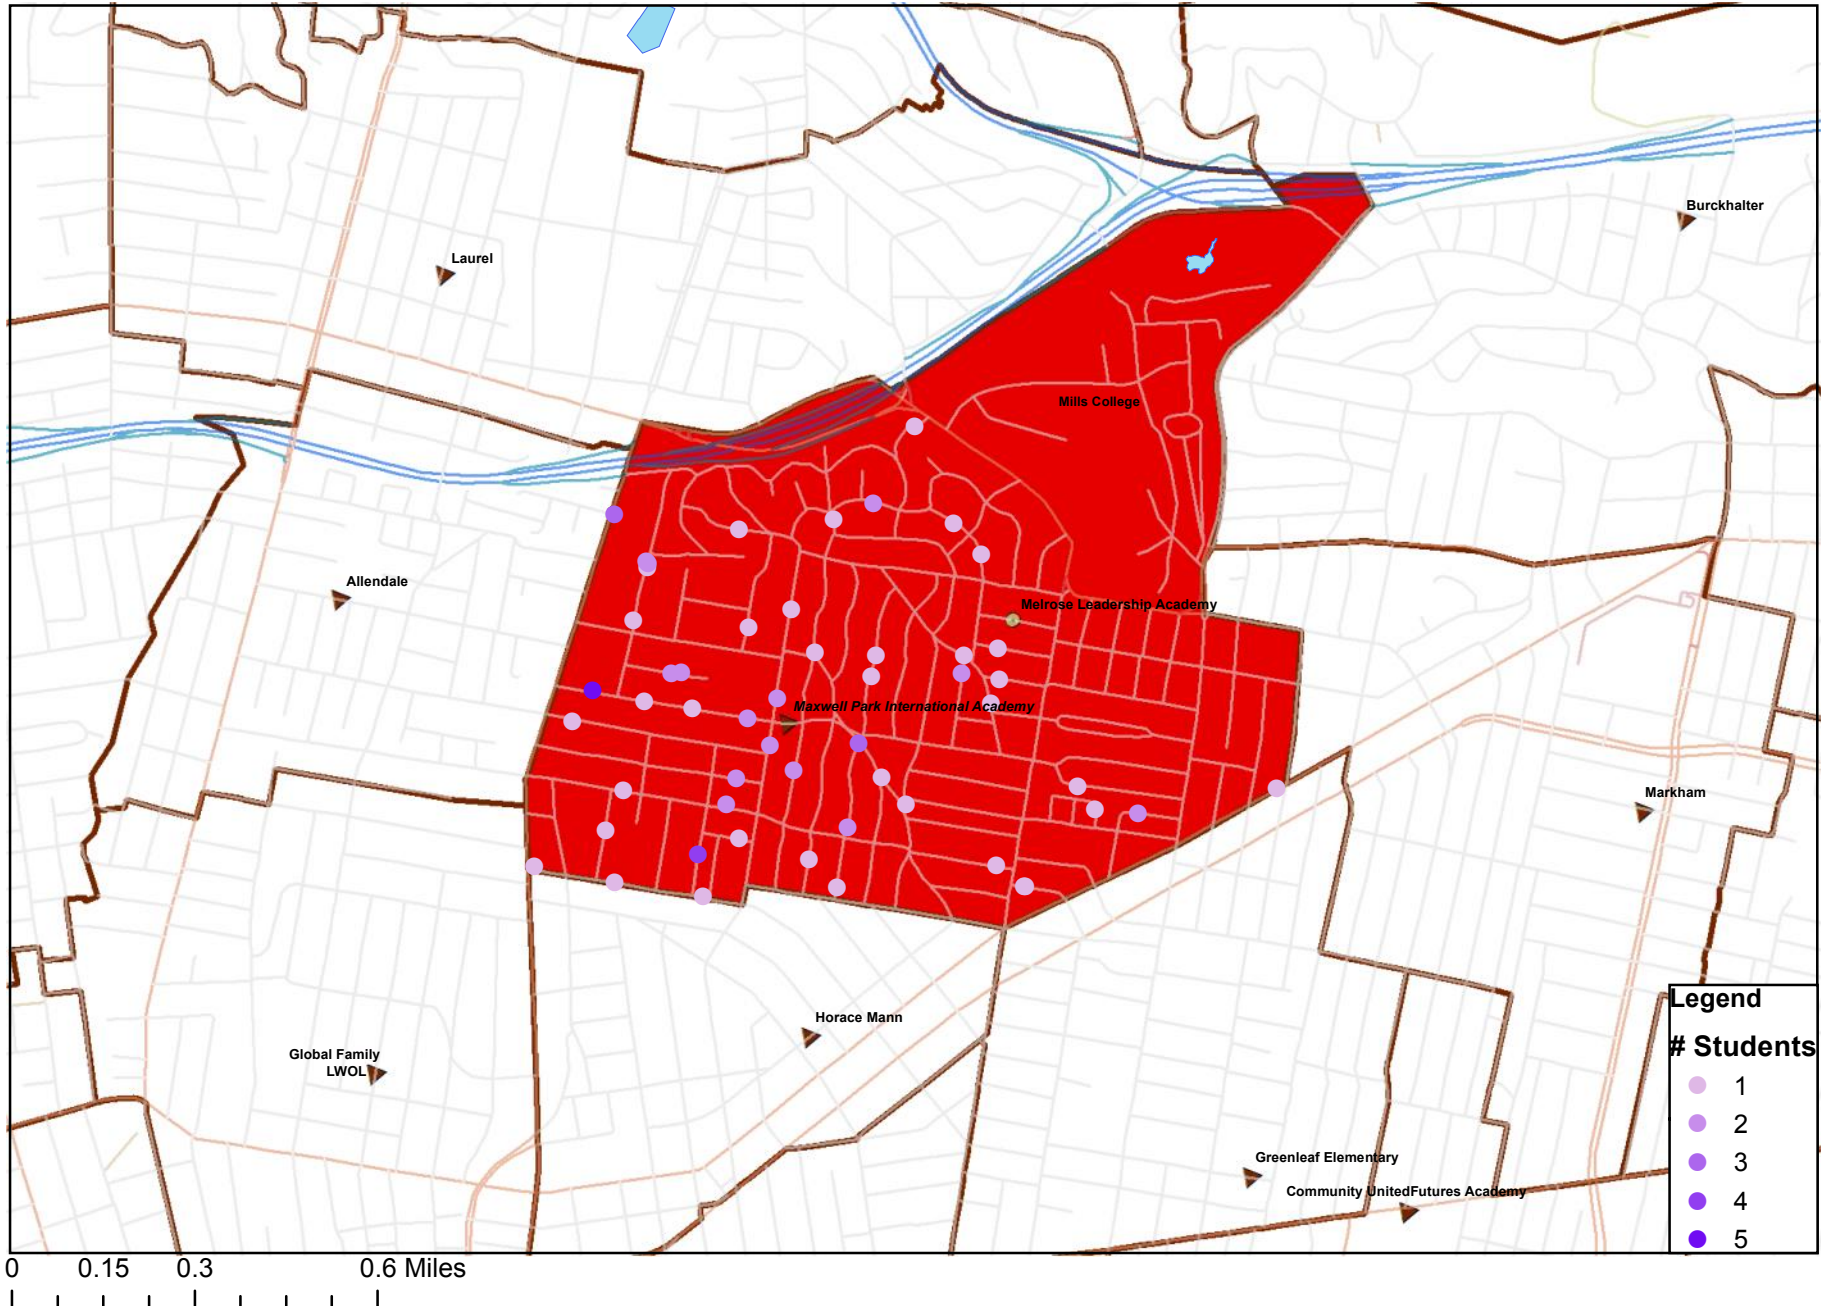 Burckhalter
Laurel
Mills College
Allendale
Melrose Leadership Academy
Maxwell Park International Academy
Markham
Horace Mann
Global Family
LWOL
Greenleaf Elementary
Community UnitedFutures Academy
Legend
# Students
1
2
3
4
5
0 0.15 0.3 0.6 Miles